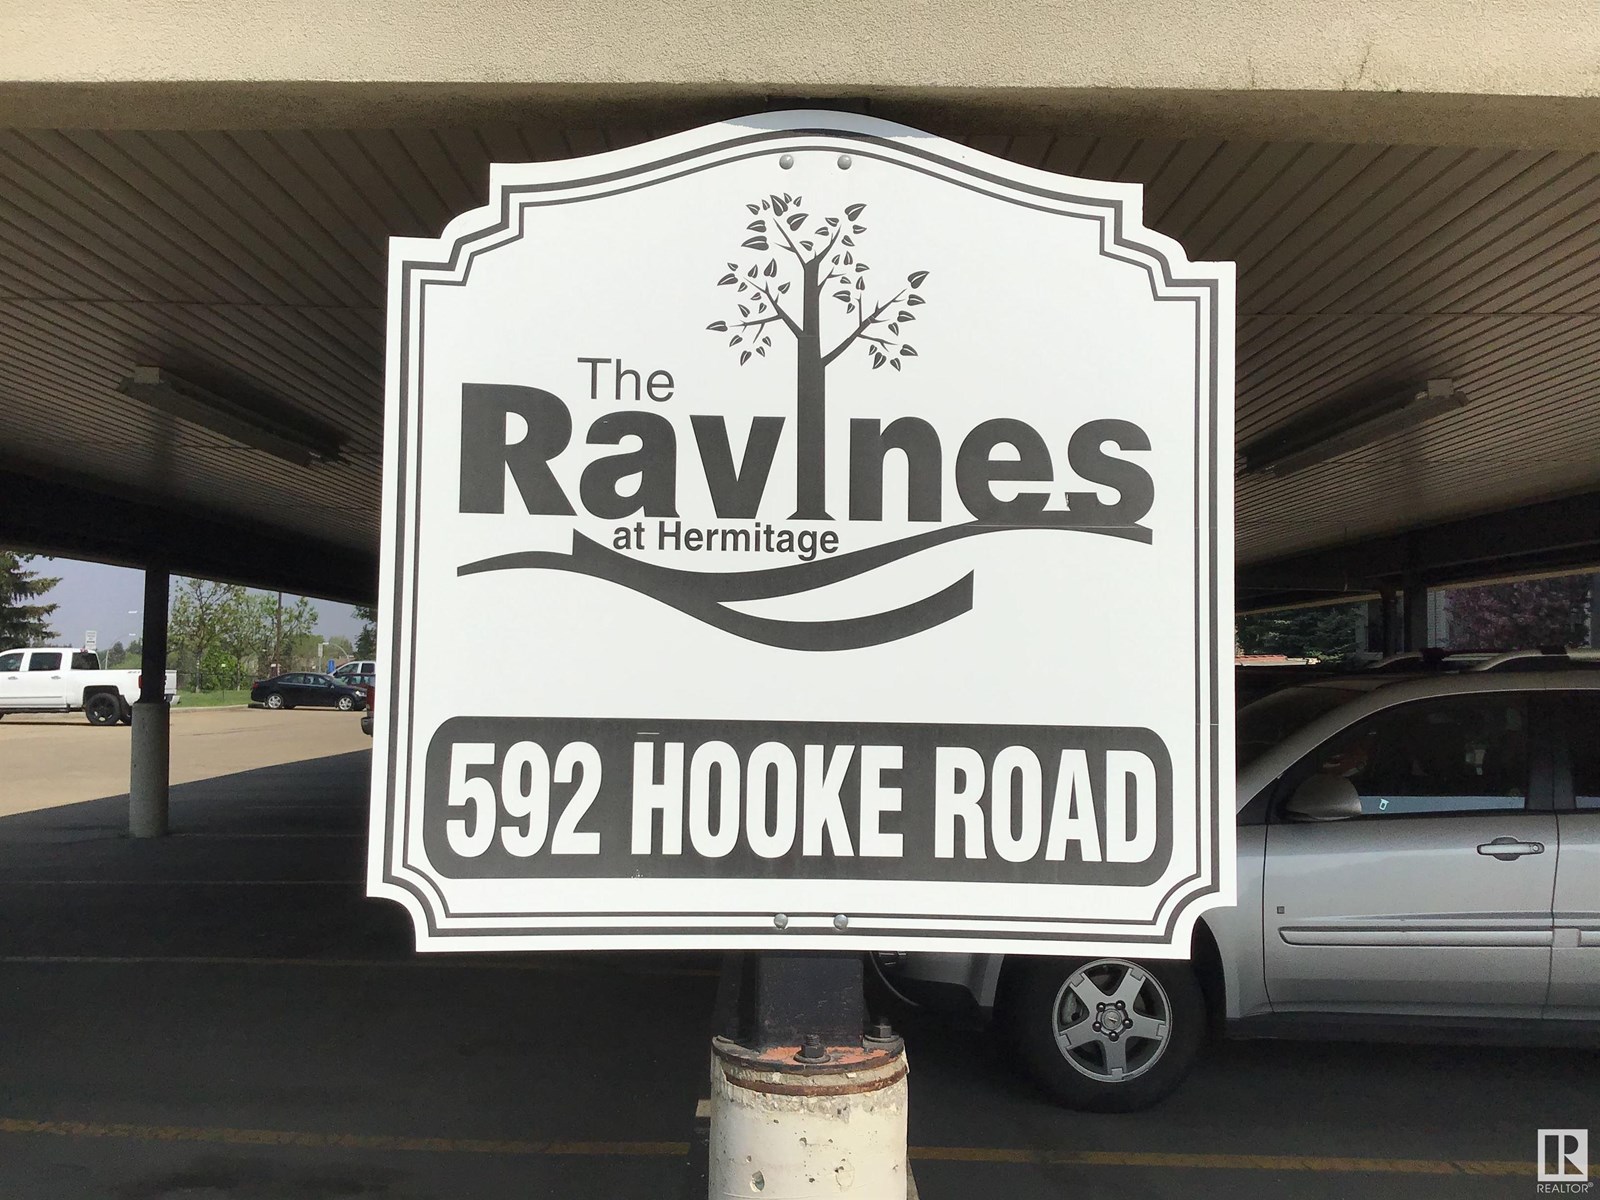 The
Ravines
at Hermitage
592 HOOKE ROAD
REALTOR®